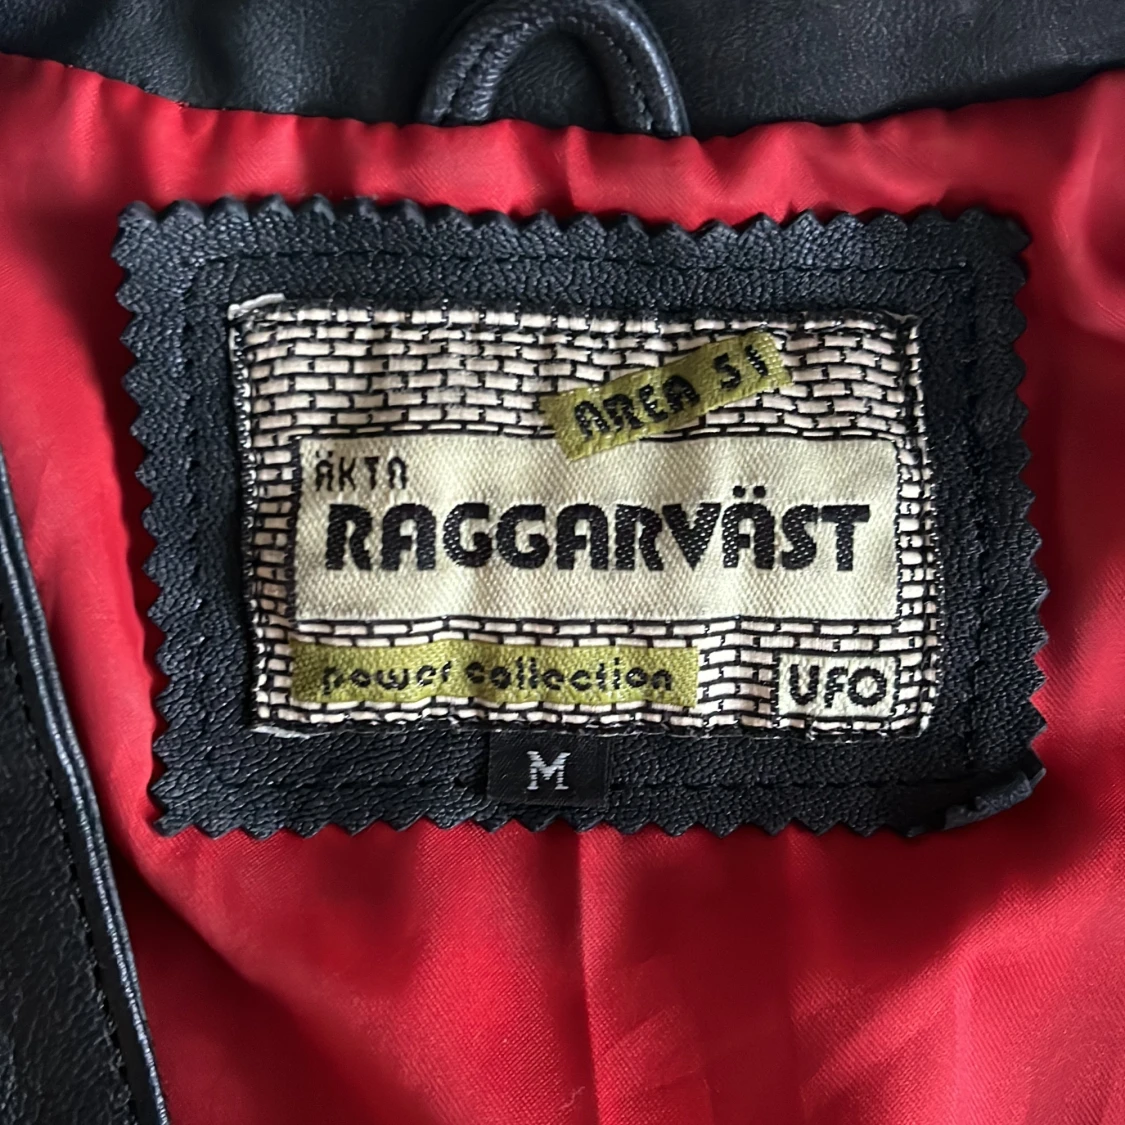 AREA 51
ÄKTA
RAGGARVÄST
power collection
UFO
M